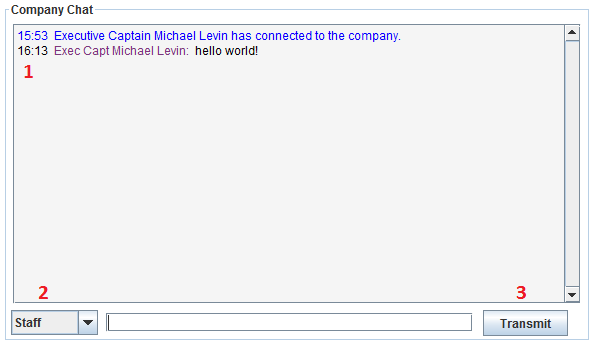 Company Chat
15:53 Executive Captain Michael Levin has connected to the company.
16:13 Exec Capt Michael Levin: hello world!
1
2
3
Staff
Transmit